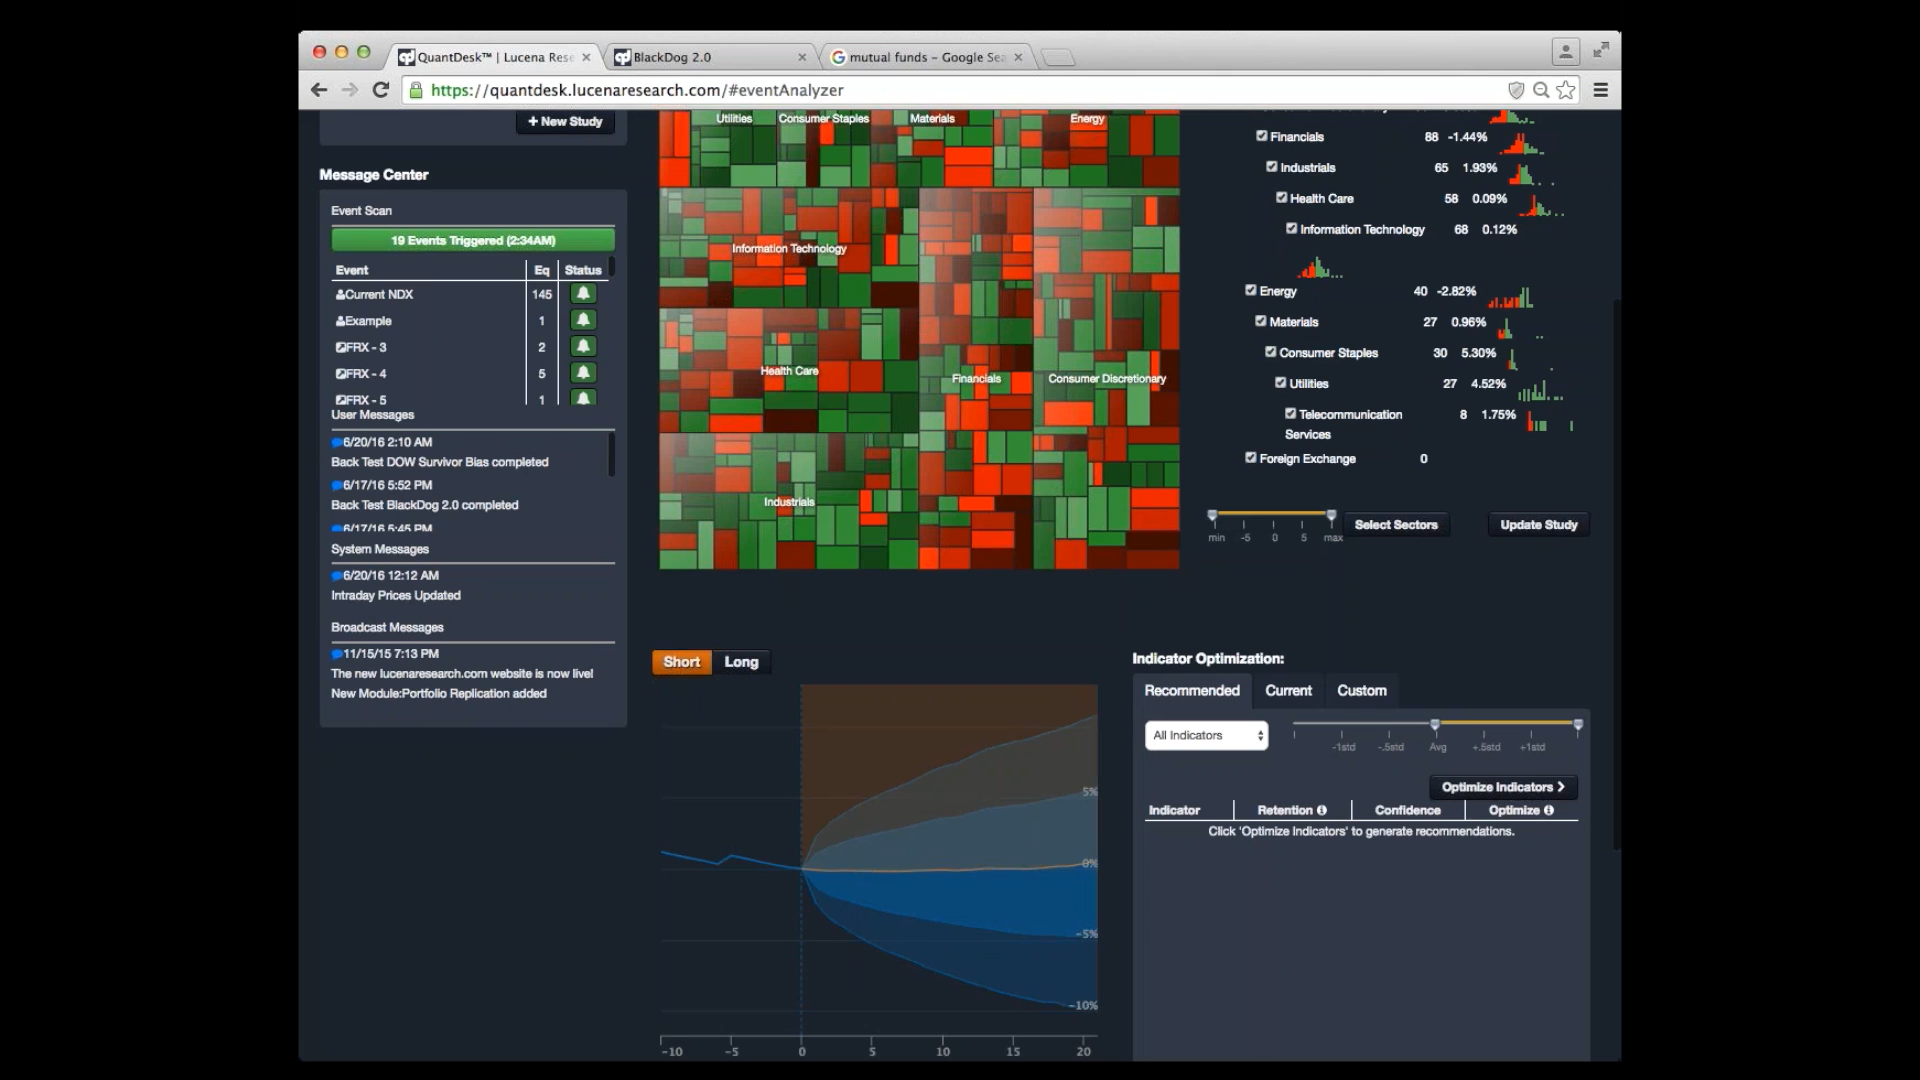 QuantDesk™ | Lucena Rese
BlackDog 2.0
mutual funds - Google Sea
https://quantdesk.lucenaresearch.com/#eventAnalyzer
+ New Study
Message Center
Event Scan
19 Events Triggered (2:34AM)
Event Eq Status
Current NDX 145
Example 1
FRX - 3 2
FRX - 4 5
FRX - 5 1
User Messages
6/20/16 2:10 AM
Back Test DOW Survivor Bias completed
6/17/16 5:52 PM
Back Test BlackDog 2.0 completed
6/17/16 5:45 PM
System Messages
6/20/16 12:12 AM
Intraday Prices Updated
Broadcast Messages
11/15/15 7:13 PM
The new lucenaresearch.com website is now live!
New Module:Portfolio Replication added
Utilities Consumer Staples Materials Energy
Information Technology
Health Care
Financials
Consumer Discretionary
Industrials
Financials 88 -1.44%
Industrials 65 1.93%
Health Care 58 0.09%
Information Technology 68 0.12%
Energy 40 -2.82%
Materials 27 0.96%
Consumer Staples 30 5.30%
Utilities 27 4.52%
Telecommunication 8 1.75%
Services
Foreign Exchange 0
min -5 0 5 max
Select Sectors
Update Study
Short Long
5%
0%
-5%
-10%
-10 -5 0 5 10 15 20
Indicator Optimization:
Recommended Current Custom
All Indicators
-1std -.5std Avg +.5std +1std
Optimize Indicators
Indicator Retention Confidence Optimize
Click 'Optimize Indicators' to generate recommendations.